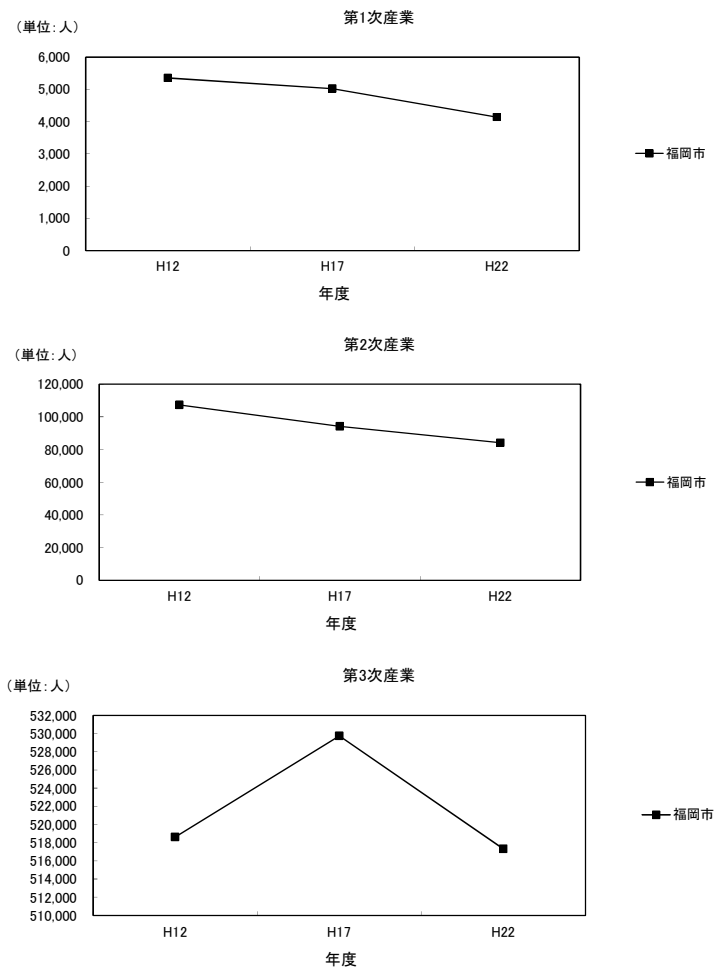 第1次産業
（単位：人）
6,000
5,000
4,000
3,000
2,000
1,000
0
H12 H17 H22
年度
福岡市
第2次産業
（単位：人）
120,000
100,000
80,000
60,000
40,000
20,000
0
H12 H17 H22
年度
福岡市
第3次産業
（単位：人）
532,000
530,000
528,000
526,000
524,000
522,000
520,000
518,000
516,000
514,000
512,000
510,000
H12 H17 H22
年度
福岡市